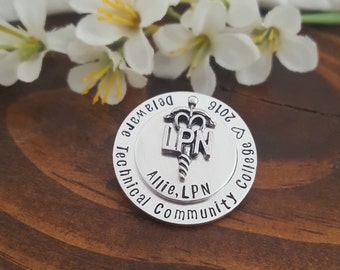 Delaware Technical Community College ♡ 2016
LPN
Allie, LPN